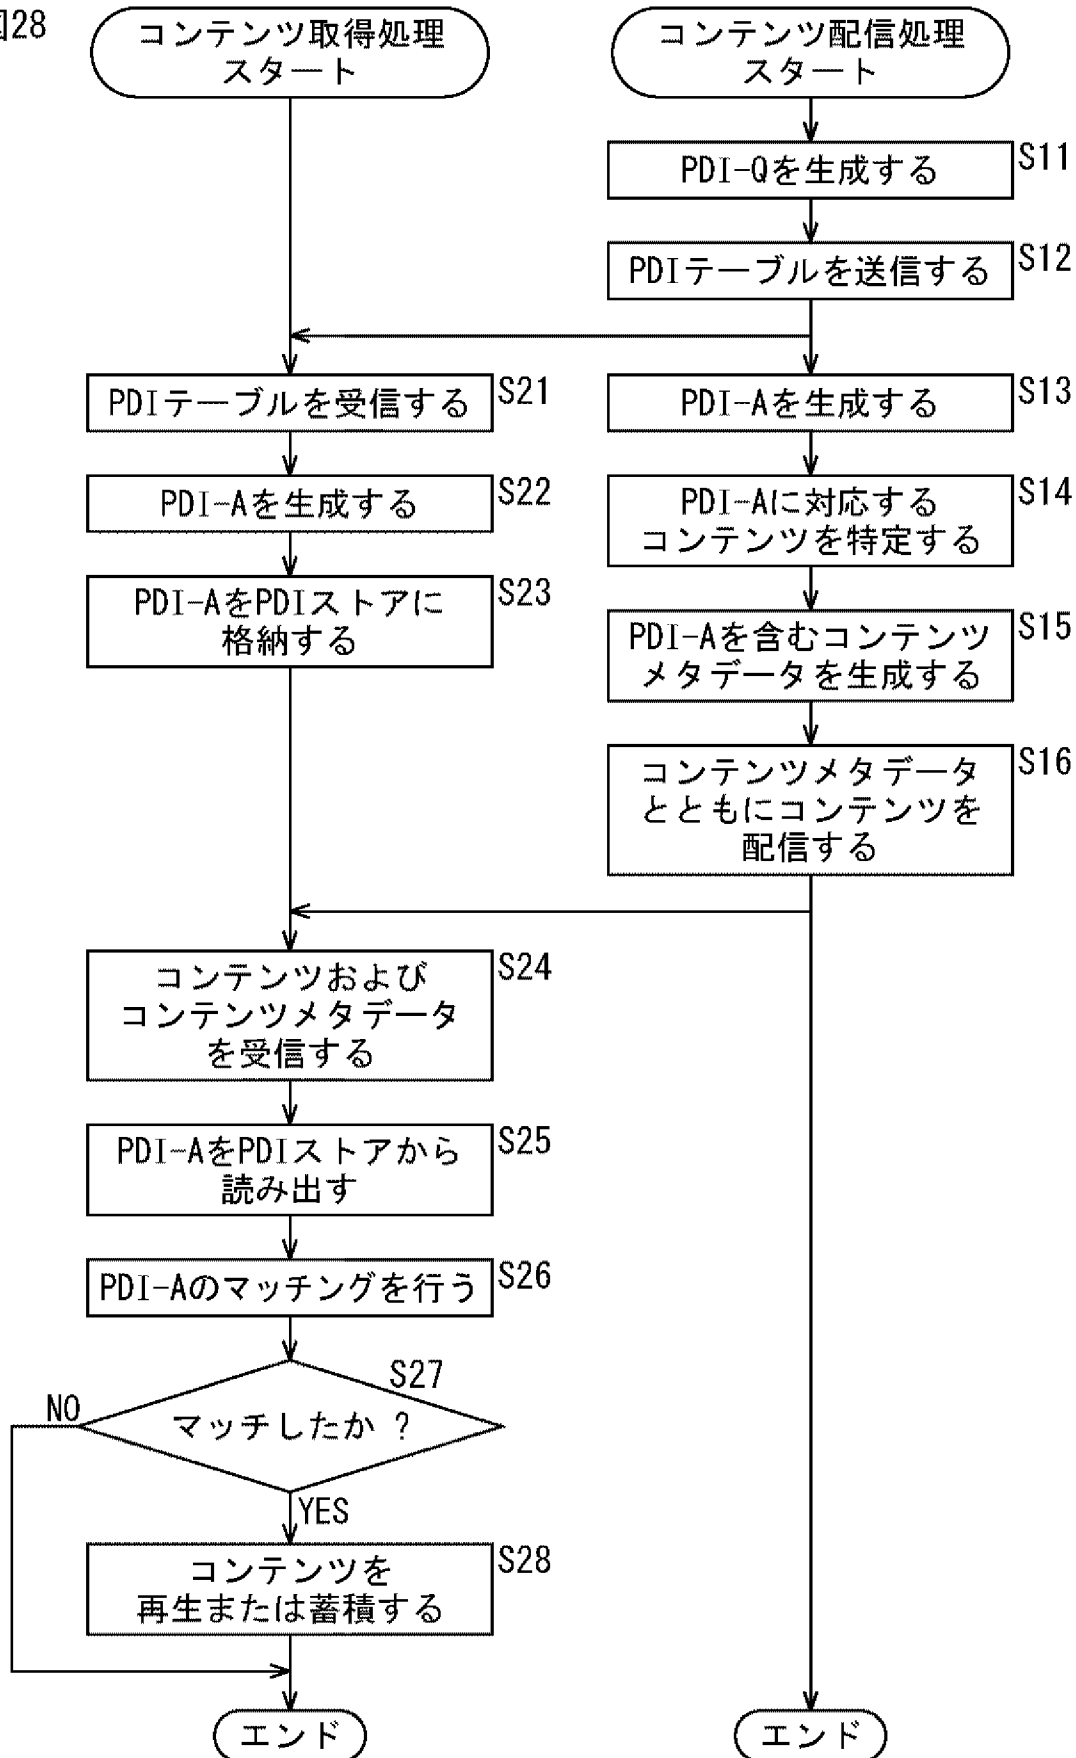 図28
コンテンツ取得処理
スタート
コンテンツ配信処理
スタート
PDI-Qを生成する
S11
PDIテーブルを送信する
S12
PDIテーブルを受信する
S21
PDI-Aを生成する
S13
PDI-Aを生成する
S22
PDI-Aに対応する
コンテンツを特定する
S14
PDI-AをPDIストアに
格納する
S23
PDI-Aを含むコンテンツ
メタデータを生成する
S15
コンテンツメタデータ
とともにコンテンツを
配信する
S16
コンテンツおよび
コンテンツメタデータ
を受信する
S24
PDI-AをPDIストアから
読み出す
S25
PDI-Aのマッチングを行う
S26
S27
NO
マッチしたか？
YES
コンテンツを
再生または蓄積する
S28
エンド
エンド